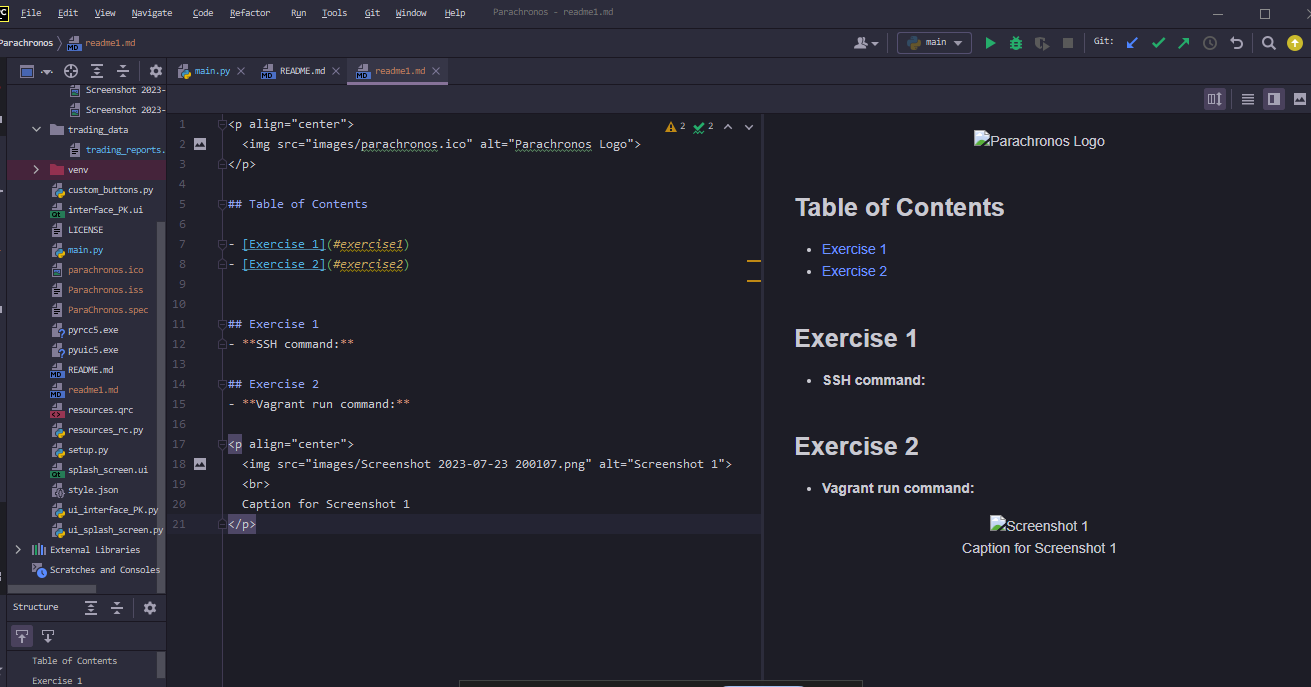 File Edit View Navigate Code Refactor Run Tools Git Window Help Parachronos - readme1.md
Parachronos readme1.md main Git:
main.py README.md readme1.md
Screenshot 2023-
Screenshot 2023-
trading_data
trading_reports.
venv
custom_buttons.py
interface_PK.ui
LICENSE
main.py
parachronos.ico
Parachronos.iss
ParaChronos.spec
pyrcc5.exe
pyuic5.exe
README.md
readme1.md
resources.qrc
resources_rc.py
setup.py
splash_screen.ui
style.json
ui_interface_PK.py
ui_splash_screen.py
External Libraries
Scratches and Consoles
Structure
Table of Contents
Exercise 1
2 2
1 <p align="center">
2 <img src="images/parachronos.ico" alt="Parachronos Logo">
3 </p>
4
5 ## Table of Contents
6
7 - [Exercise 1](#exercise1)
8 - [Exercise 2](#exercise2)
9
10
11 ## Exercise 1
12 - **SSH command:**
13
14 ## Exercise 2
15 - **Vagrant run command:**
16
17 <p align="center">
18 <img src="images/Screenshot 2023-07-23 200107.png" alt="Screenshot 1">
19 <br>
20 Caption for Screenshot 1
21 </p>
Parachronos Logo
Table of Contents
• Exercise 1
• Exercise 2
Exercise 1
• SSH command:
Exercise 2
• Vagrant run command:
Screenshot 1
Caption for Screenshot 1